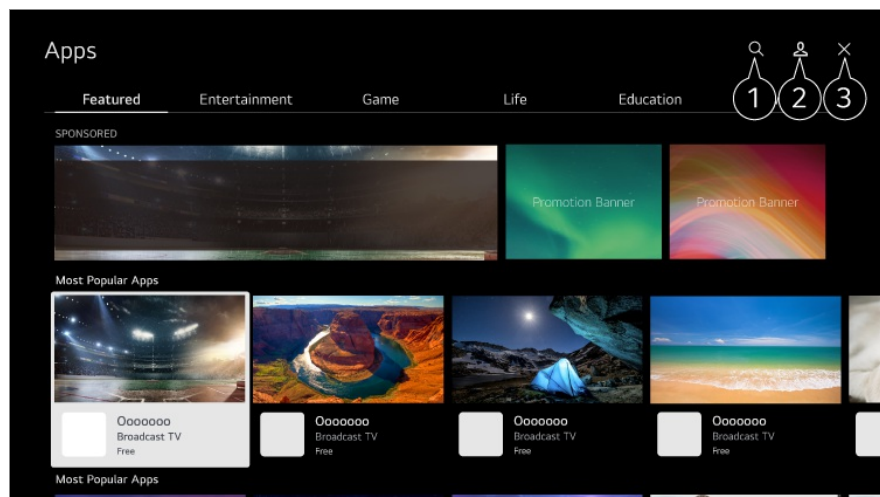 Apps
1 2 3
Featured Entertainment Game Life Education
SPONSORED
Promotion Banner Promotion Banner
Most Popular Apps
Ooooooo Ooooooo Ooooooo Ooooooo
Broadcast TV Broadcast TV Broadcast TV Broadcast TV
Free Free Free Free
Most Popular Apps